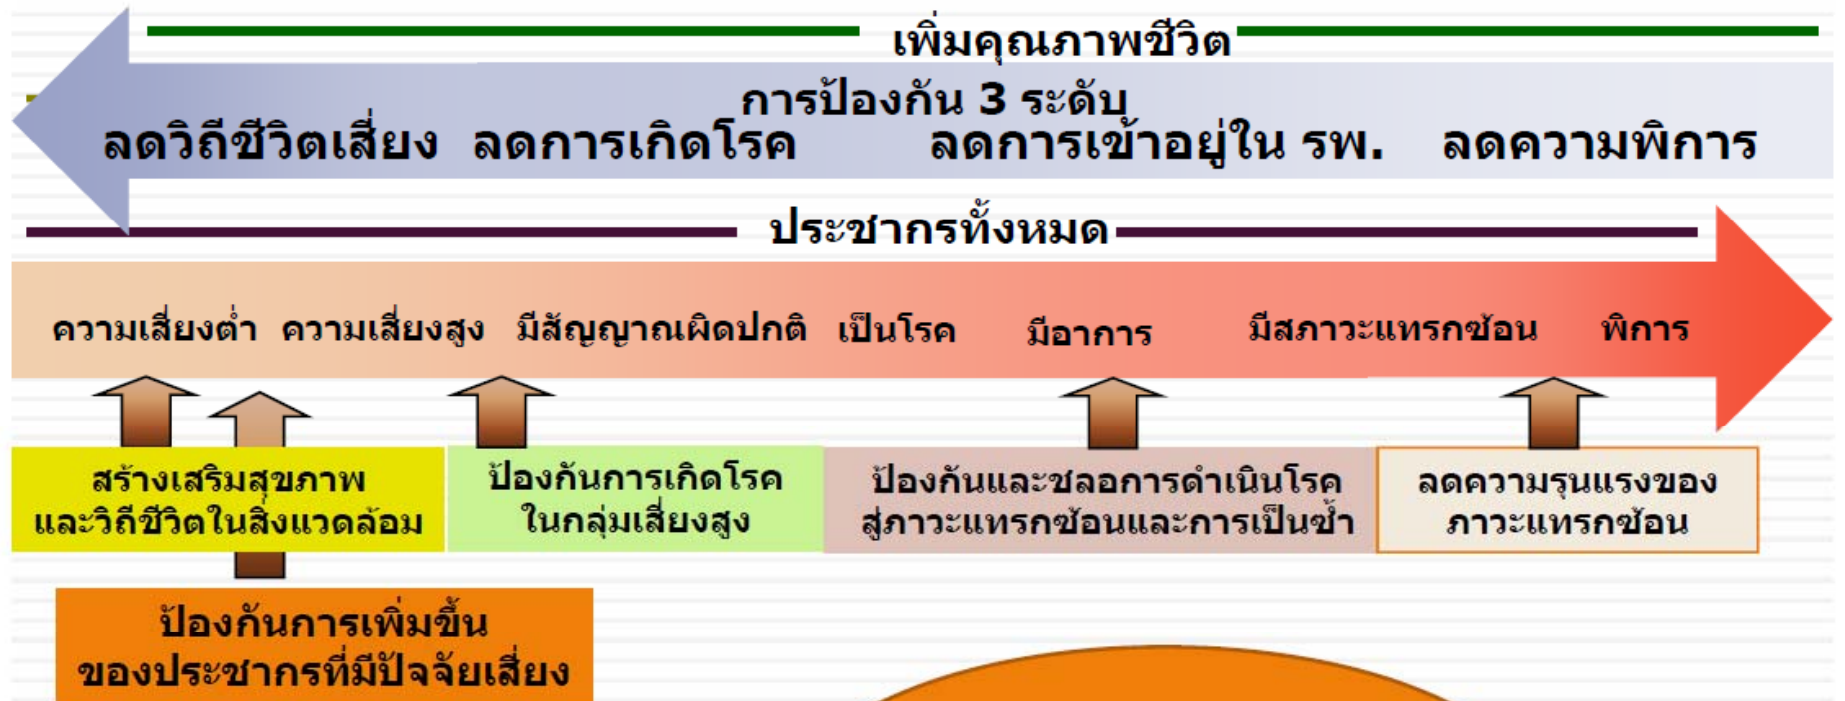 เพิ่มคุณภาพชีวิต
การป้องกัน 3 ระดับ
ลดวิถีชีวิตเสี่ยง ลดการเกิดโรค ลดการเข้าอยู่ใน รพ. ลดความพิการ
ประชากรทั้งหมด
ความเสี่ยงต่ำ ความเสี่ยงสูง มีสัญญาณผิดปกติ เป็นโรค มีอาการ มีสภาวะแทรกซ้อน พิการ
สร้างเสริมสุขภาพ
และวิถีชีวิตในสิ่งแวดล้อม
ป้องกันการเกิดโรค
ในกลุ่มเสี่ยงสูง
ป้องกันและชลอการดำเนินโรค
สู่ภาวะแทรกซ้อนและการเป็นซ้ำ
ลดความรุนแรงของ
ภาวะแทรกซ้อน
ป้องกันการเพิ่มขึ้น
ของประชากรที่มีปัจจัยเสี่ยง